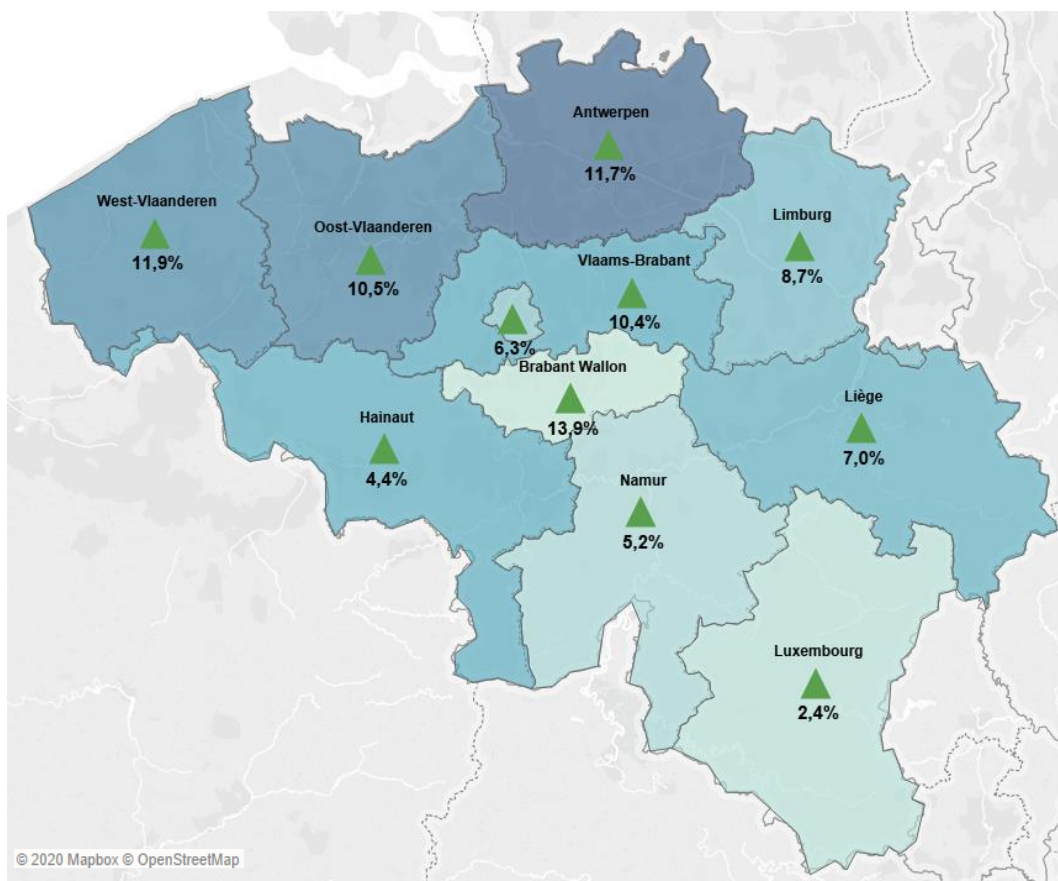 Antwerpen
11,7%
West-Vlaanderen
11,9%
Oost-Vlaanderen
10,5%
Limburg
8,7%
Vlaams-Brabant
10,4%
6,3%
Brabant Wallon
13,9%
Hainaut
4,4%
Liège
7,0%
Namur
5,2%
Luxembourg
2,4%
© 2020 Mapbox © OpenStreetMap